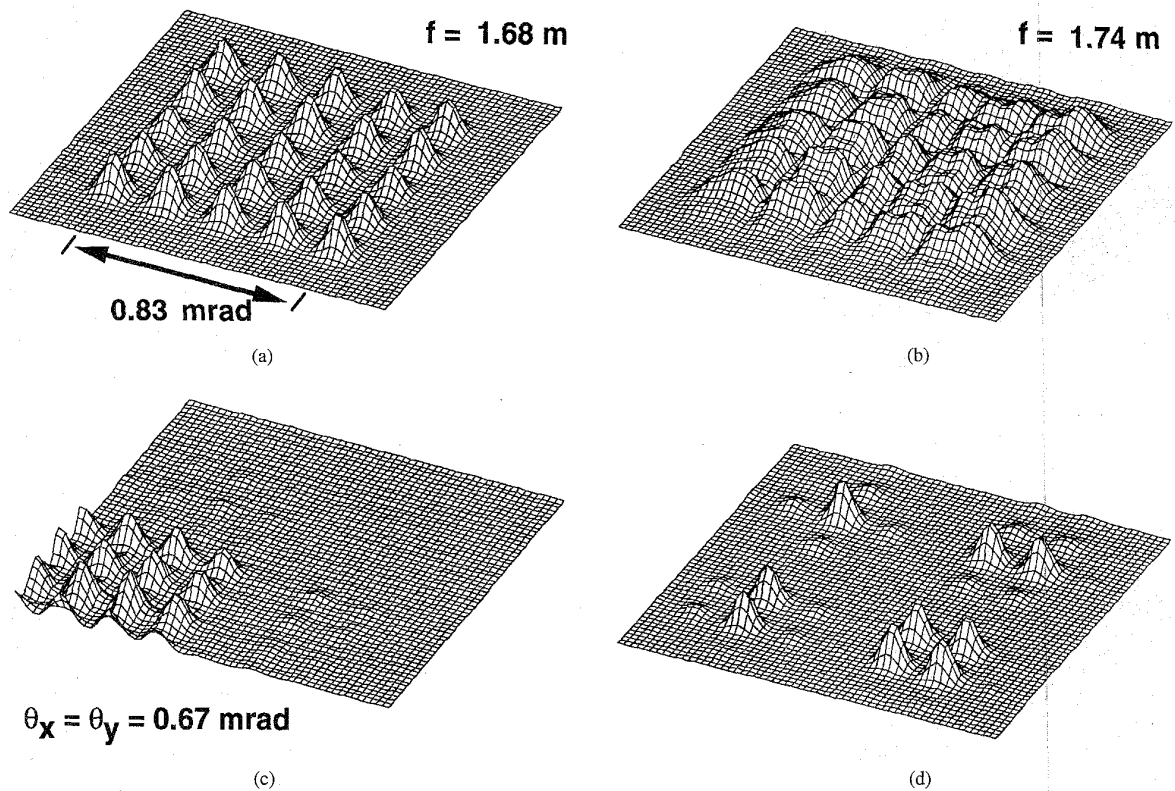 f = 1.68 m
f = 1.74 m
0.83 mrad
(a)
(b)
θx = θy = 0.67 mrad
(c)
(d)